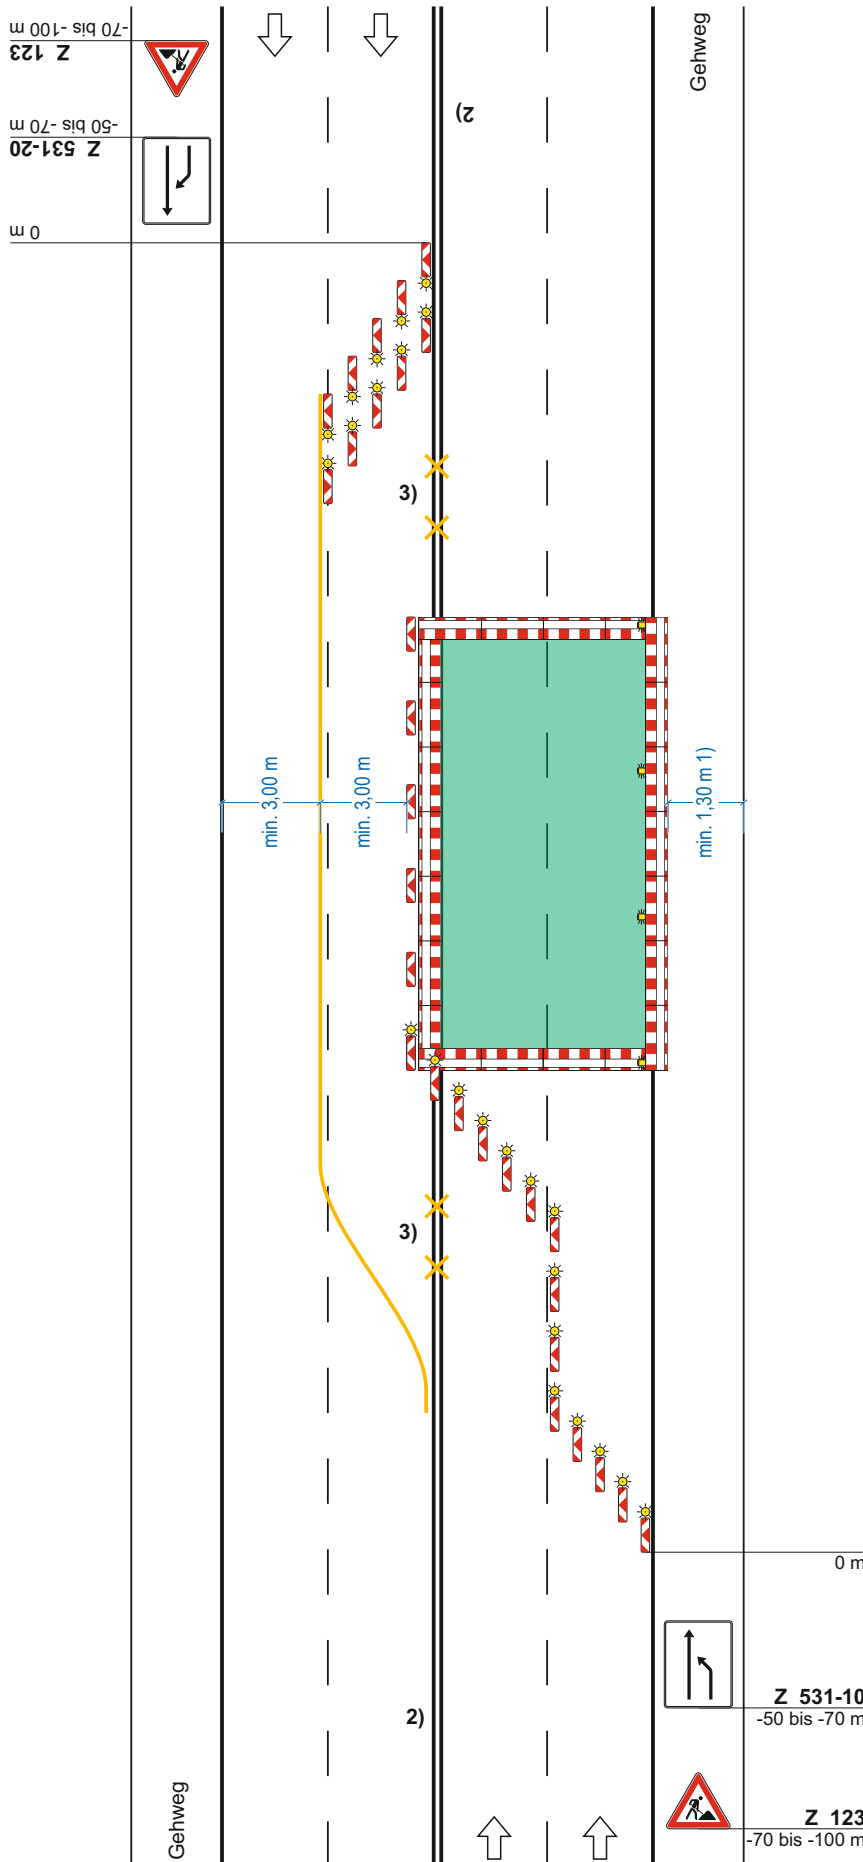 -70 bis -100 m
Z 123
Gehweg
2)
-50 bis -70 m
Z 531-20
0 m
3)
min. 3,00 m
min. 3,00 m
min. 1,30 m 1)
3)
0 m
Z 531-10
-50 bis -70 m
2)
Gehweg
Z 123
-70 bis -100 m